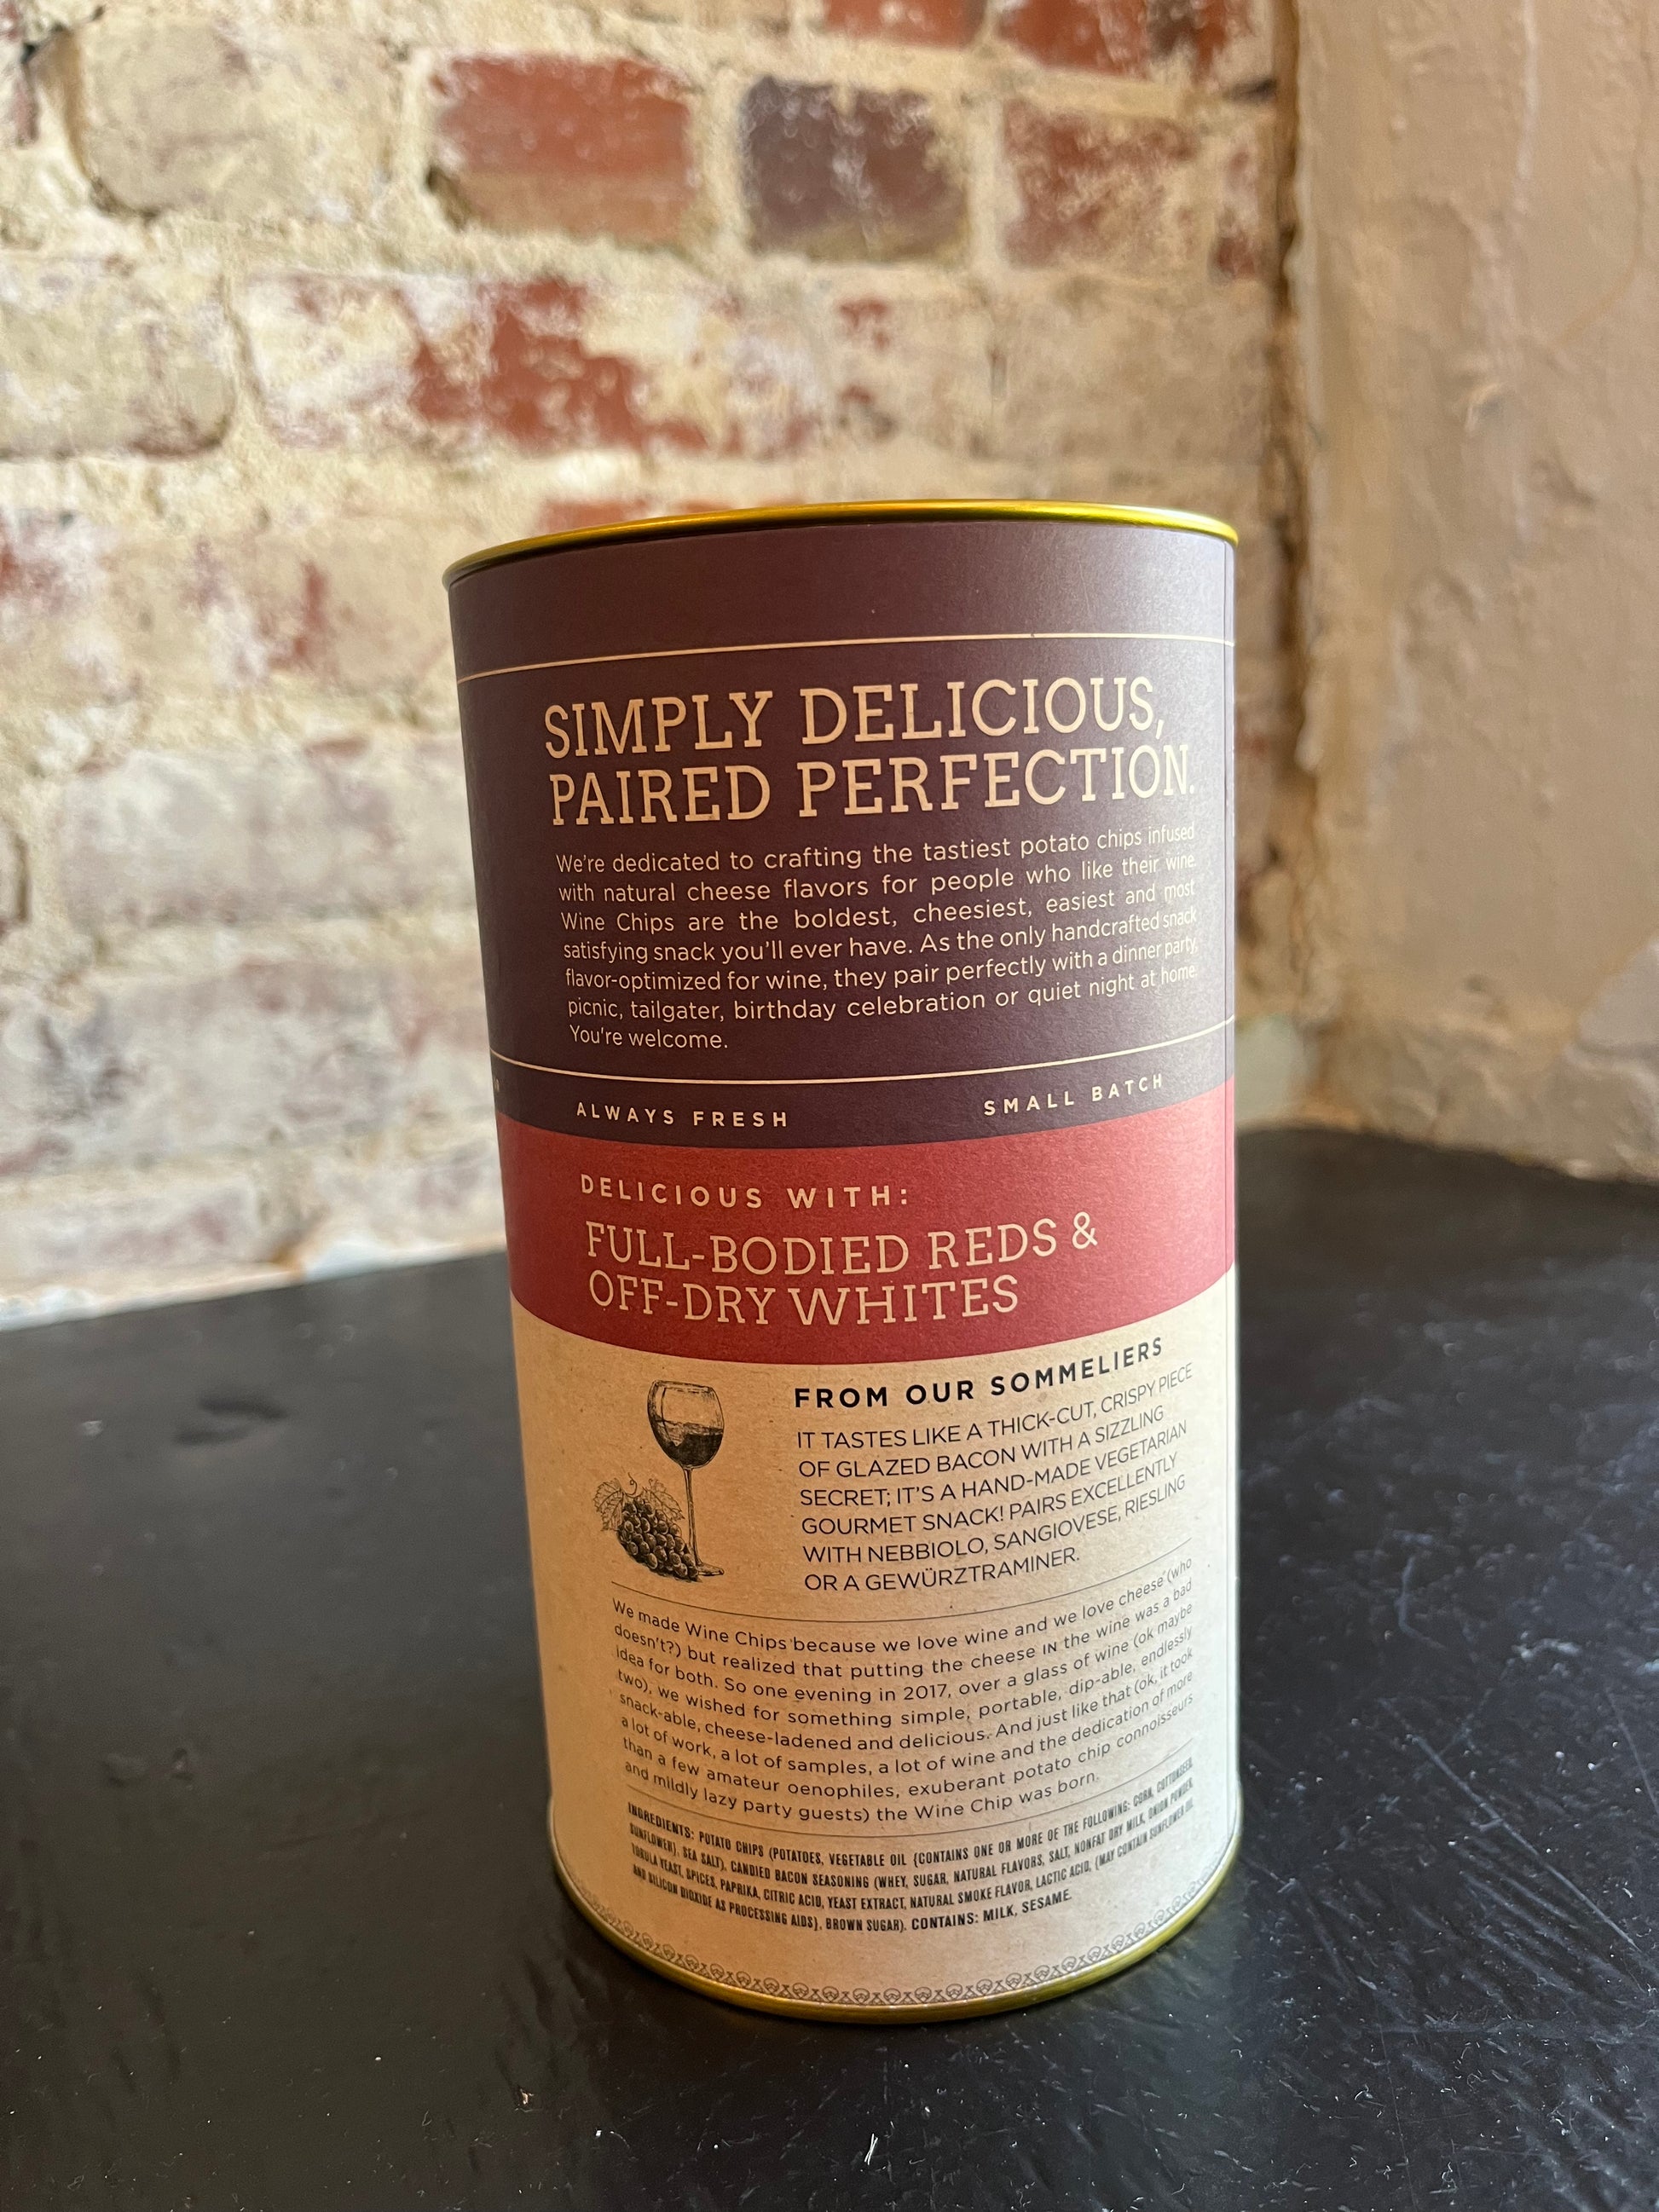 SIMPLY DELICIOUS,
PAIRED PERFECTION.
We're dedicated to crafting the tastiest potato chips infused
with natural cheese flavors for people who like their wine.
Wine Chips are the boldest, cheesiest, easiest and most
satisfying snack you'll ever have. As the only handcrafted snack
flavor-optimized for wine, they pair perfectly with a dinner party,
picnic, tailgater, birthday celebration or quiet night at home.
You're welcome.
ALWAYS FRESH SMALL BATCH
DELICIOUS WITH:
FULL-BODIED REDS &
OFF-DRY WHITES
FROM OUR SOMMELIERS
IT TASTES LIKE A THICK-CUT, CRISPY PIECE
OF GLAZED BACON WITH A SIZZLING
SECRET; IT'S A HAND-MADE VEGETARIAN
GOURMET SNACK! PAIRS EXCELLENTLY
WITH NEBBIOLO, SANGIOVESE, RIESLING
OR A GEWÜRZTRAMINER.
We made Wine Chips because we love wine and we love cheese (who
doesn't?) but realized that putting the cheese IN the wine was a bad
idea for both. So one evening in 2017, over a glass of wine (ok maybe
two), we wished for something simple, portable, dip-able, endlessly
snack-able, cheese-ladened and delicious. And just like that (ok, it took
a lot of work, a lot of samples, a lot of wine and the dedication of more
than a few amateur oenophiles, exuberant potato chip connoisseurs
and mildly lazy party guests) the Wine Chip was born.
INGREDIENTS: POTATO CHIPS (POTATOES, VEGETABLE OIL {CONTAINS ONE OR MORE OF THE FOLLOWING: CORN, COTTONSEED,
SUNFLOWER}, SEA SALT), CANDIED BACON SEASONING (WHEY, SUGAR, NATURAL FLAVORS, SALT, NONFAT DRY MILK, ONION POWDER,
TORULA YEAST, SPICES, PAPRIKA, CITRIC ACID, YEAST EXTRACT, NATURAL SMOKE FLAVOR, LACTIC ACID, {MAY CONTAIN SUNFLOWER OIL
AND SILICON DIOXIDE AS PROCESSING AIDS}, BROWN SUGAR). CONTAINS: MILK, SESAME.